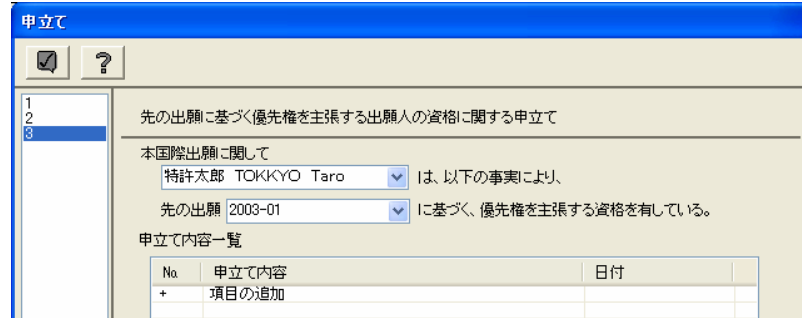 申立て
?
1
2
3
先の出願に基づく優先権を主張する出願人の資格に関する申立て
本国際出願に関して
特許太郎 TOKKYO Taro は、以下の事実により、
先の出願 2003-01 に基づく、優先権を主張する資格を有している。
申立て内容一覧
No. 申立て内容 日付
+ 項目の追加